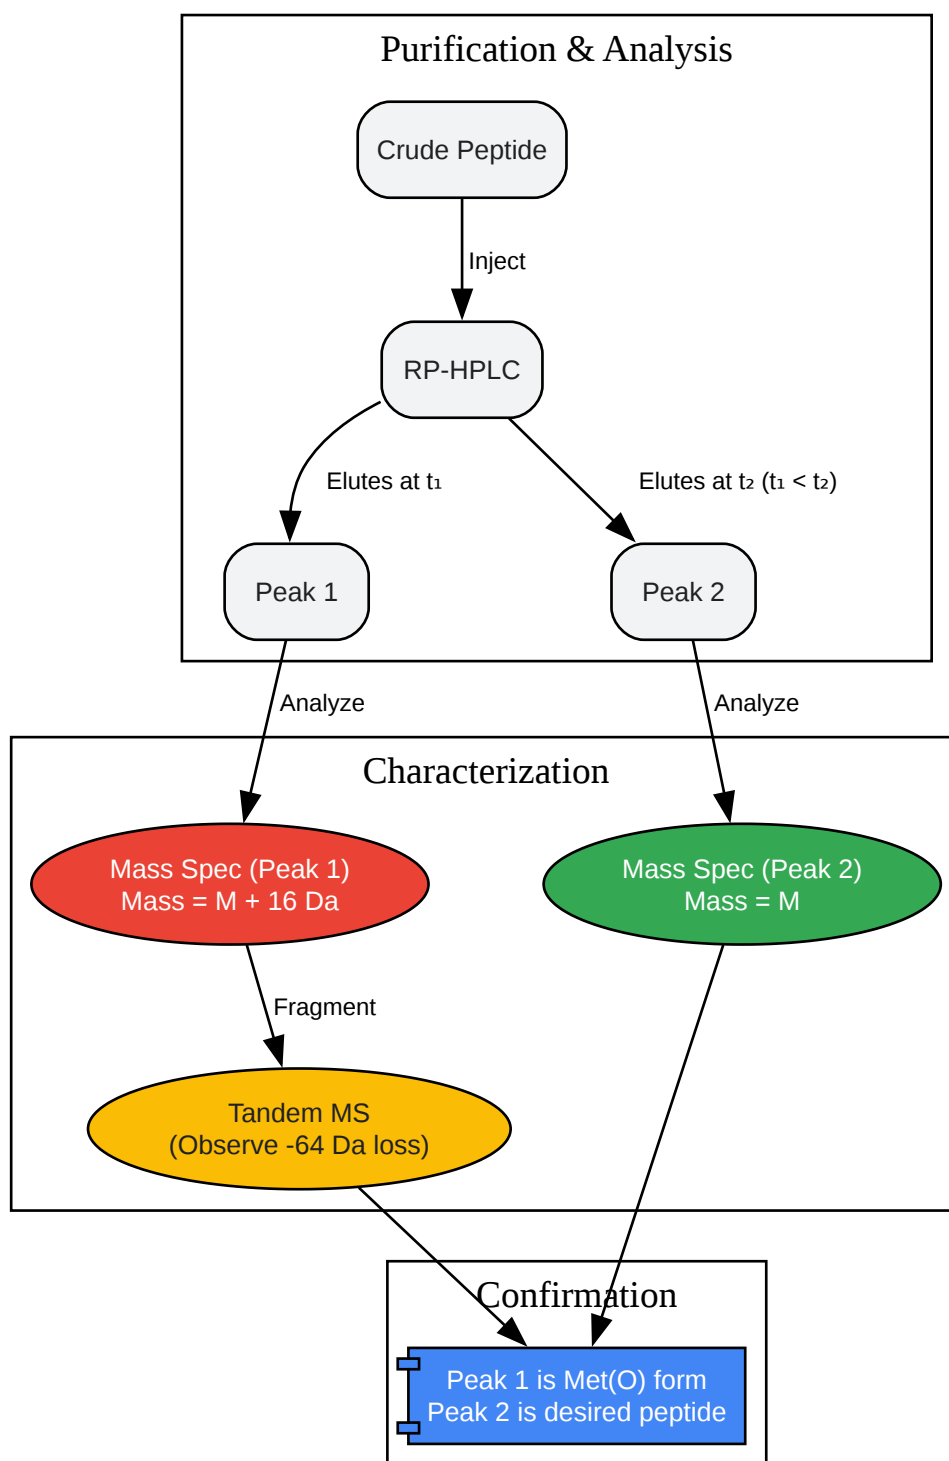 Purification & Analysis
Crude Peptide
Inject
RP-HPLC
Elutes at t₁
Elutes at t₂ (t₁ < t₂)
Peak 1
Peak 2
Analyze
Analyze
Characterization
Mass Spec (Peak 1)
Mass = M + 16 Da
Mass Spec (Peak 2)
Mass = M
Fragment
Tandem MS
(Observe -64 Da loss)
Confirmation
Peak 1 is Met(O) form
Peak 2 is desired peptide